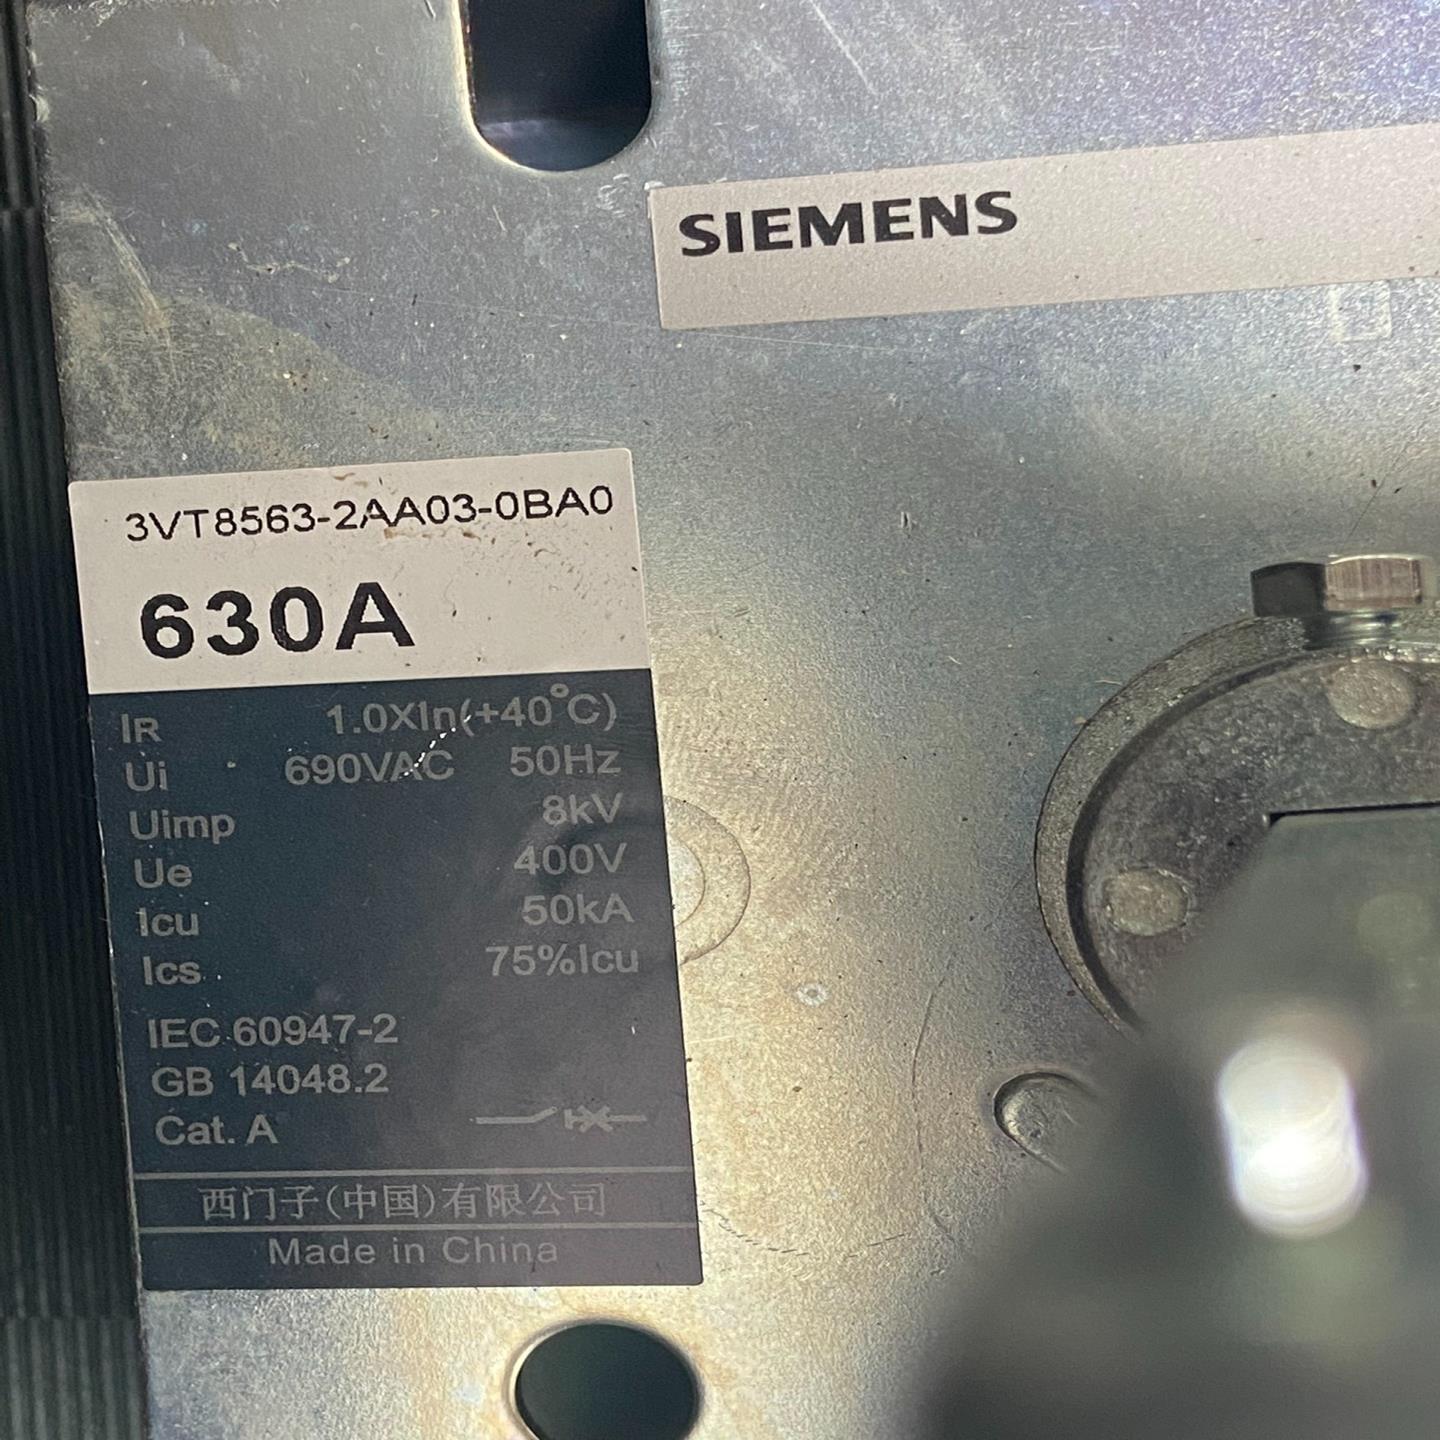 SIEMENS
3VT8563-2AA03-0BA0
630A
IR 1.0XIn(+40°C)
Ui 690VAC 50Hz
Uimp 8kV
Ue 400V
Icu 50kA
Ics 75%Icu
IEC 60947-2
GB 14048.2
Cat. A
西门子(中国)有限公司
Made in China